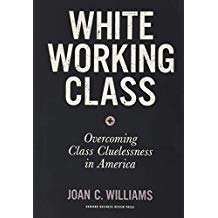 WHITE
WORKING
CLASS
Overcoming
Class Cluelessness
in America
JOAN C. WILLIAMS
HARVARD BUSINESS REVIEW PRESS